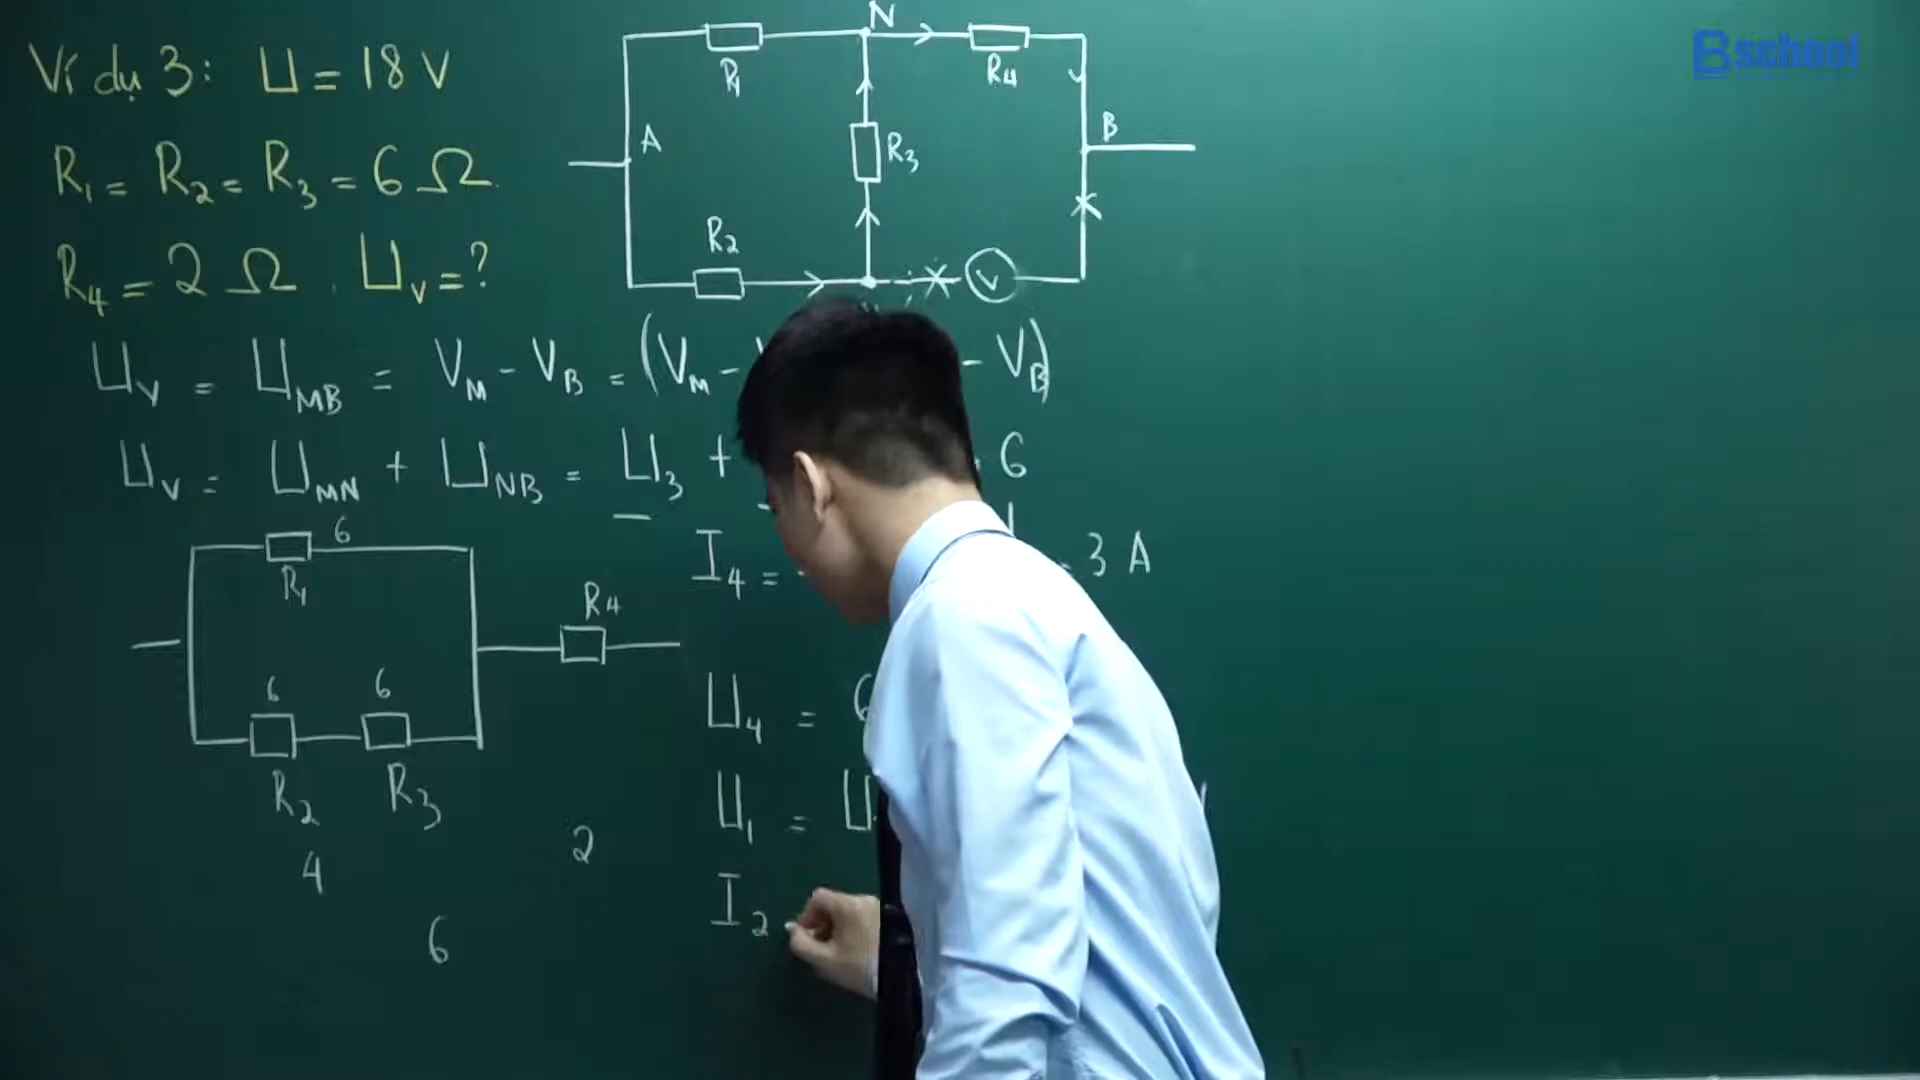 Bschool
Ví dụ 3: U = 18 V
R1 = R2 = R3 = 6 Ω
R4 = 2 Ω . Uv = ?
N
R1
R4
A
B
R3
R2
V
Uv = UMB = VM - VB = (VM - - VB)
Uv = UMN + UNB = U3 + 6
6
R1
R4
6 6
R2 R3
4
2
6
I4 = 3 A
U4 = 6
U1 = U
I2